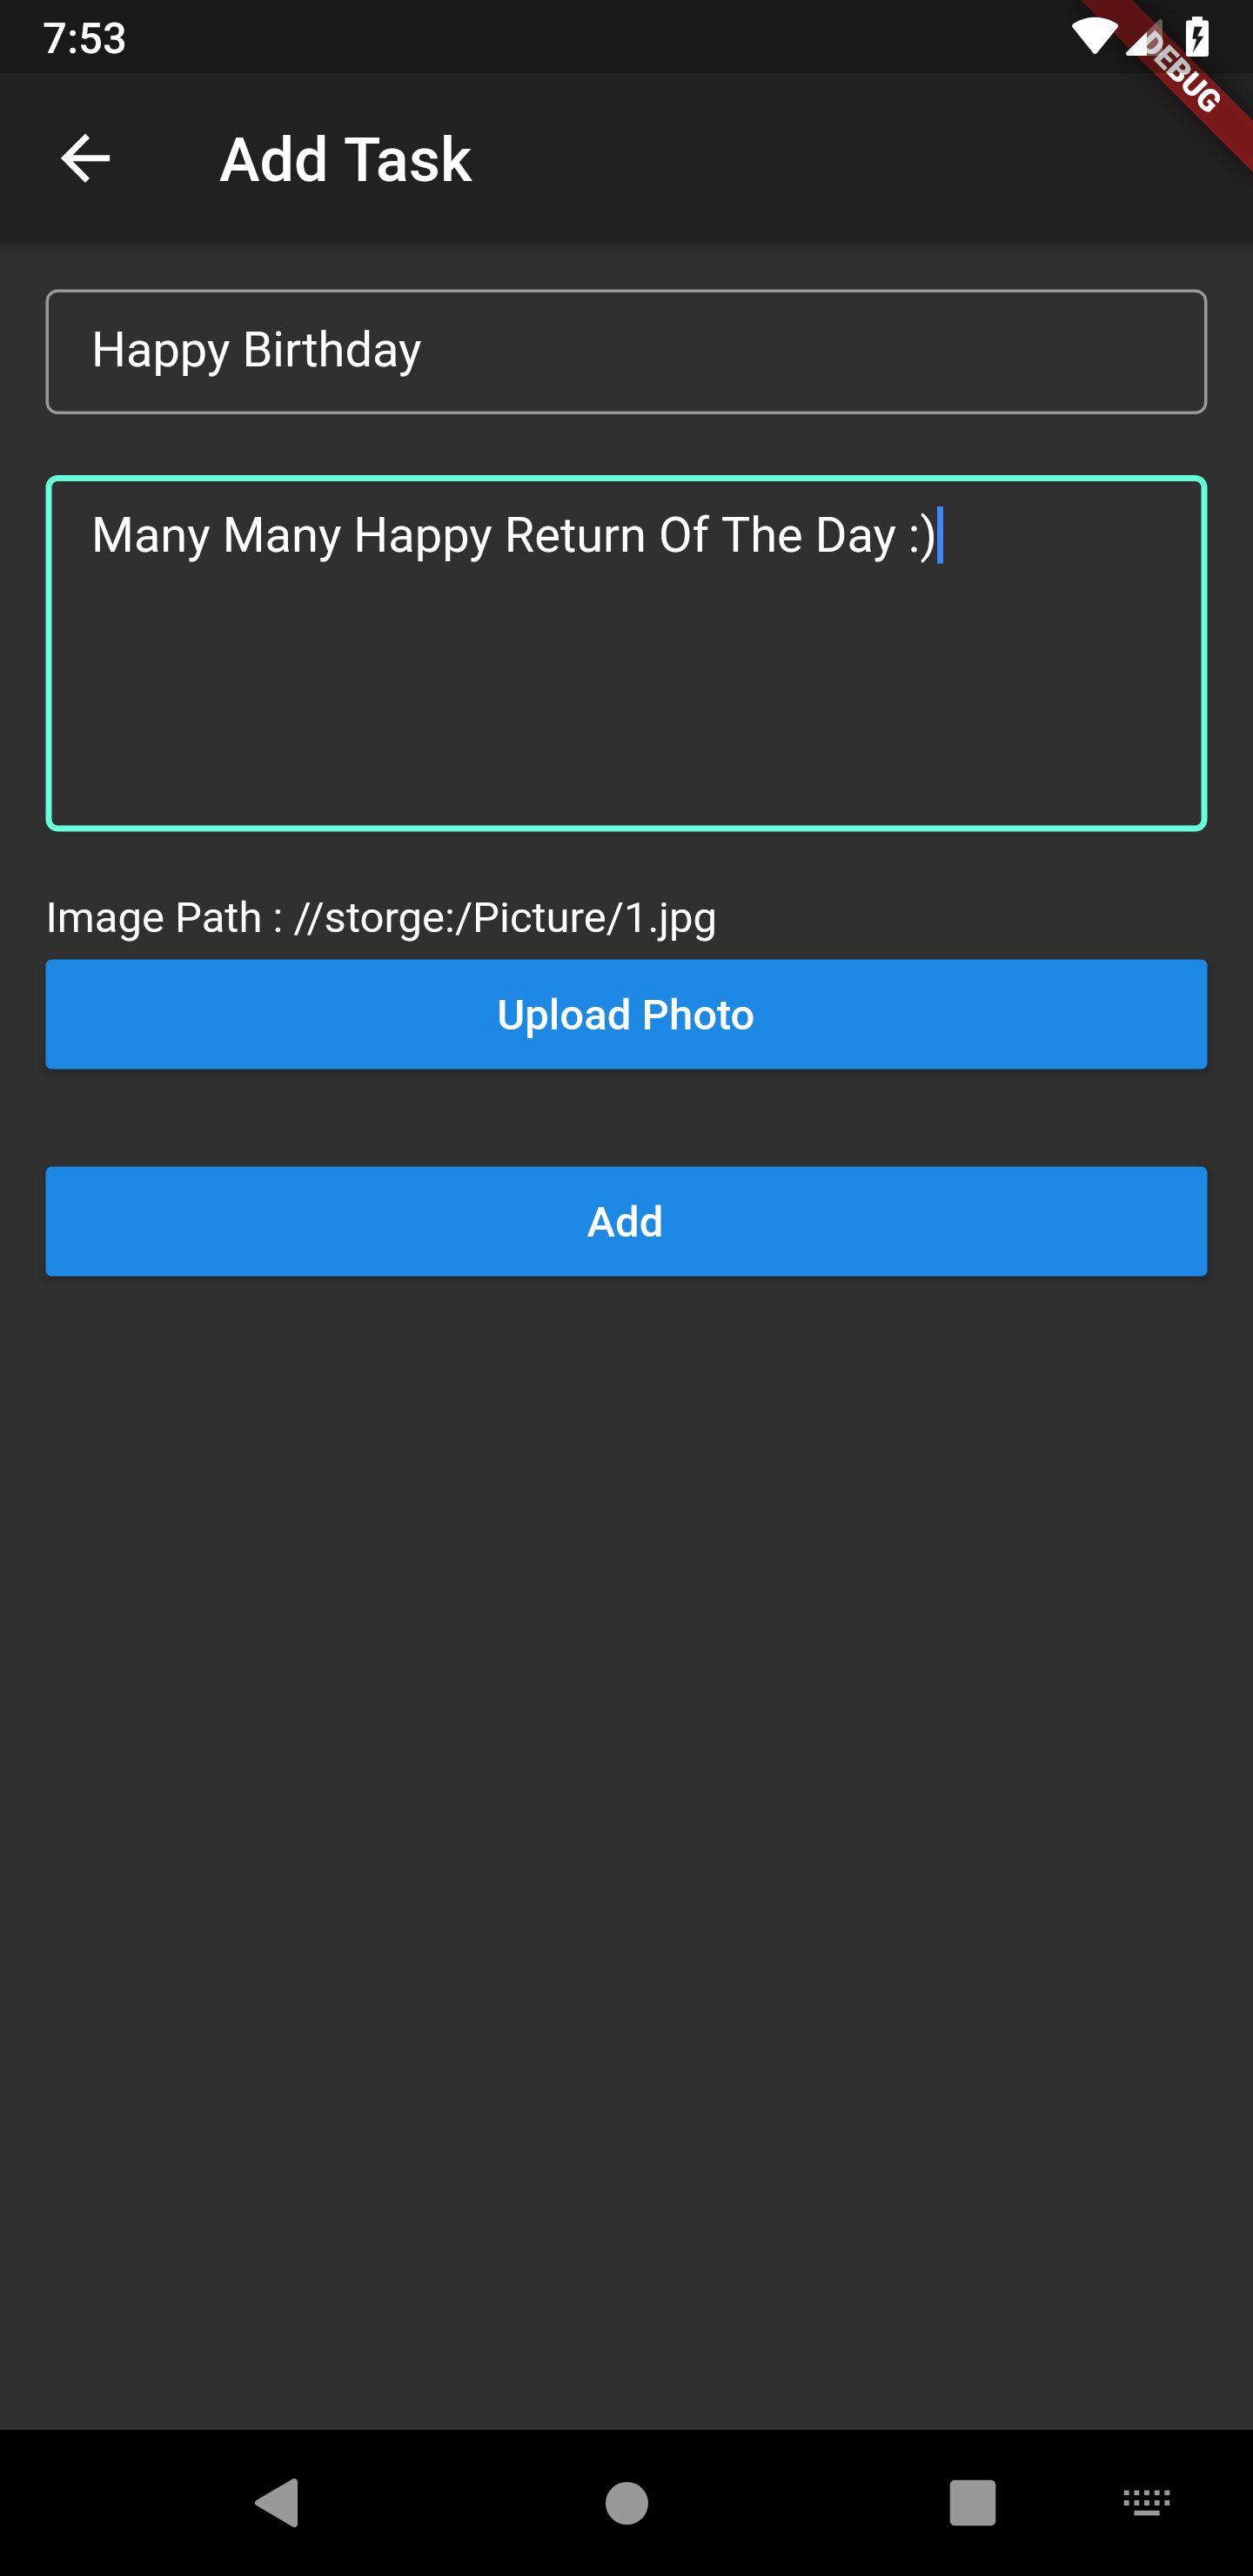 7:53
DEBUG
Add Task
Happy Birthday
Many Many Happy Return Of The Day :)
Image Path : //storge:/Picture/1.jpg
Upload Photo
Add